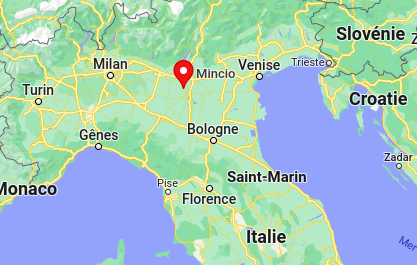 Slovénie
Z
Milan
Mincio
Venise
Trieste
Turin
Croatie
Gênes
Bologne
Zadar
Monaco
Pise
Saint-Marin
Florence
Italie
Mer